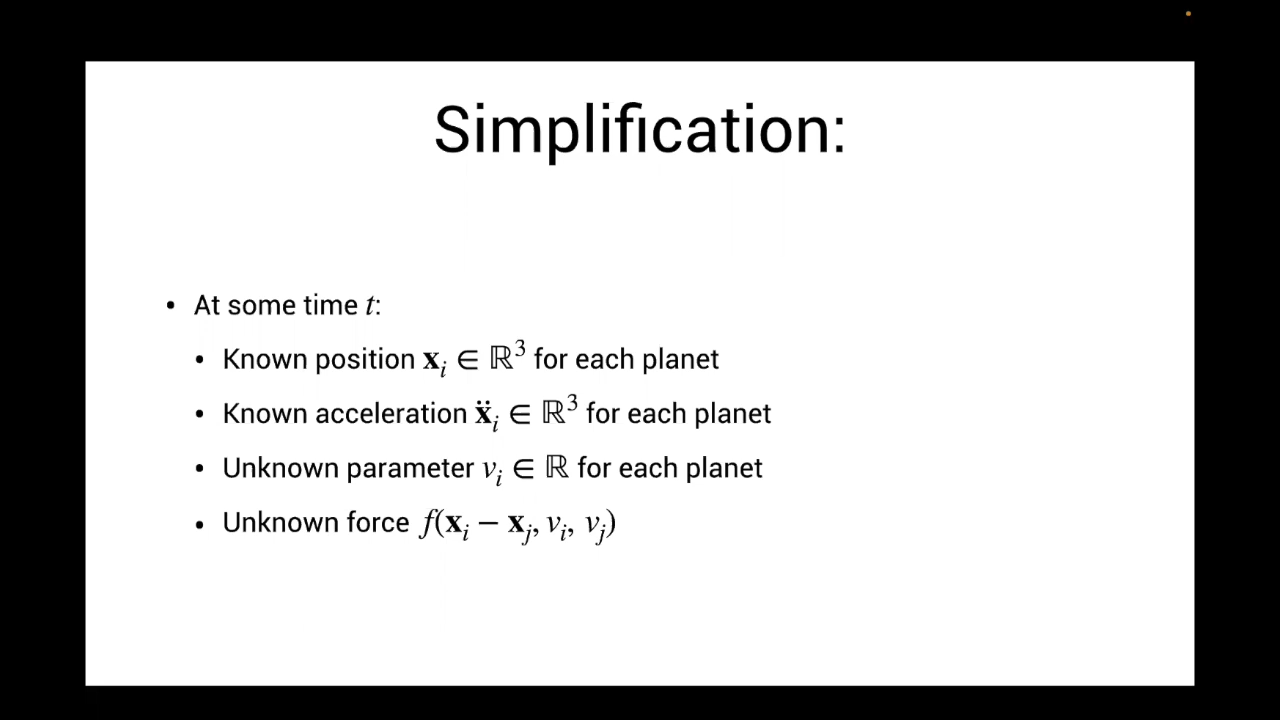 Simplification:
• At some time t:
• Known position 𝐱ᵢ ∈ ℝ³ for each planet
• Known acceleration 𝐱̈ᵢ ∈ ℝ³ for each planet
• Unknown parameter vᵢ ∈ ℝ for each planet
• Unknown force f(𝐱ᵢ − 𝐱ⱼ, vᵢ, vⱼ)